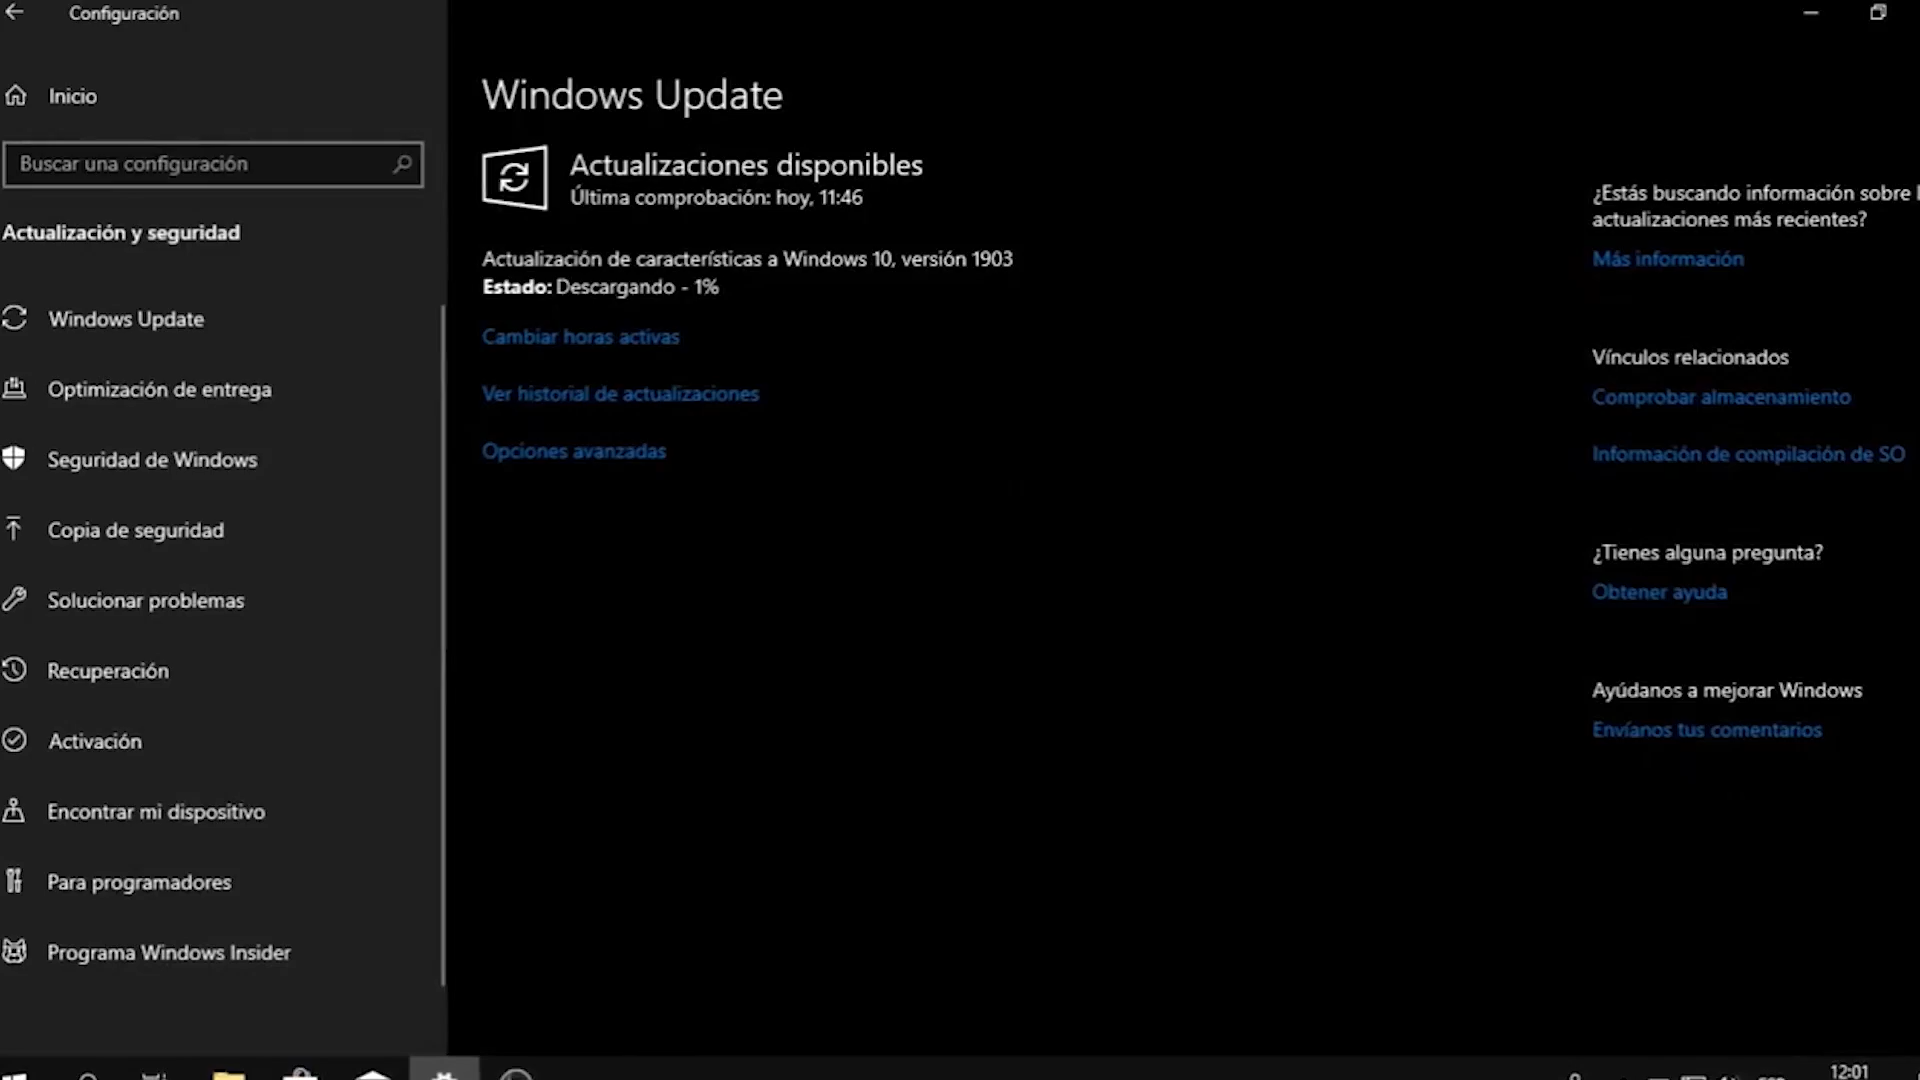 Configuración
Inicio
Buscar una configuración
Actualización y seguridad
Windows Update
Optimización de entrega
Seguridad de Windows
Copia de seguridad
Solucionar problemas
Recuperación
Activación
Encontrar mi dispositivo
Para programadores
Programa Windows Insider
Windows Update
Actualizaciones disponibles
Última comprobación: hoy, 11:46
Actualización de características a Windows 10, versión 1903
Estado: Descargando - 1%
Cambiar horas activas
Ver historial de actualizaciones
Opciones avanzadas
¿Estás buscando información sobre
actualizaciones más recientes?
Más información
Vínculos relacionados
Comprobar almacenamiento
Información de compilación de SO
¿Tienes alguna pregunta?
Obtener ayuda
Ayúdanos a mejorar Windows
Envíanos tus comentarios
12:01